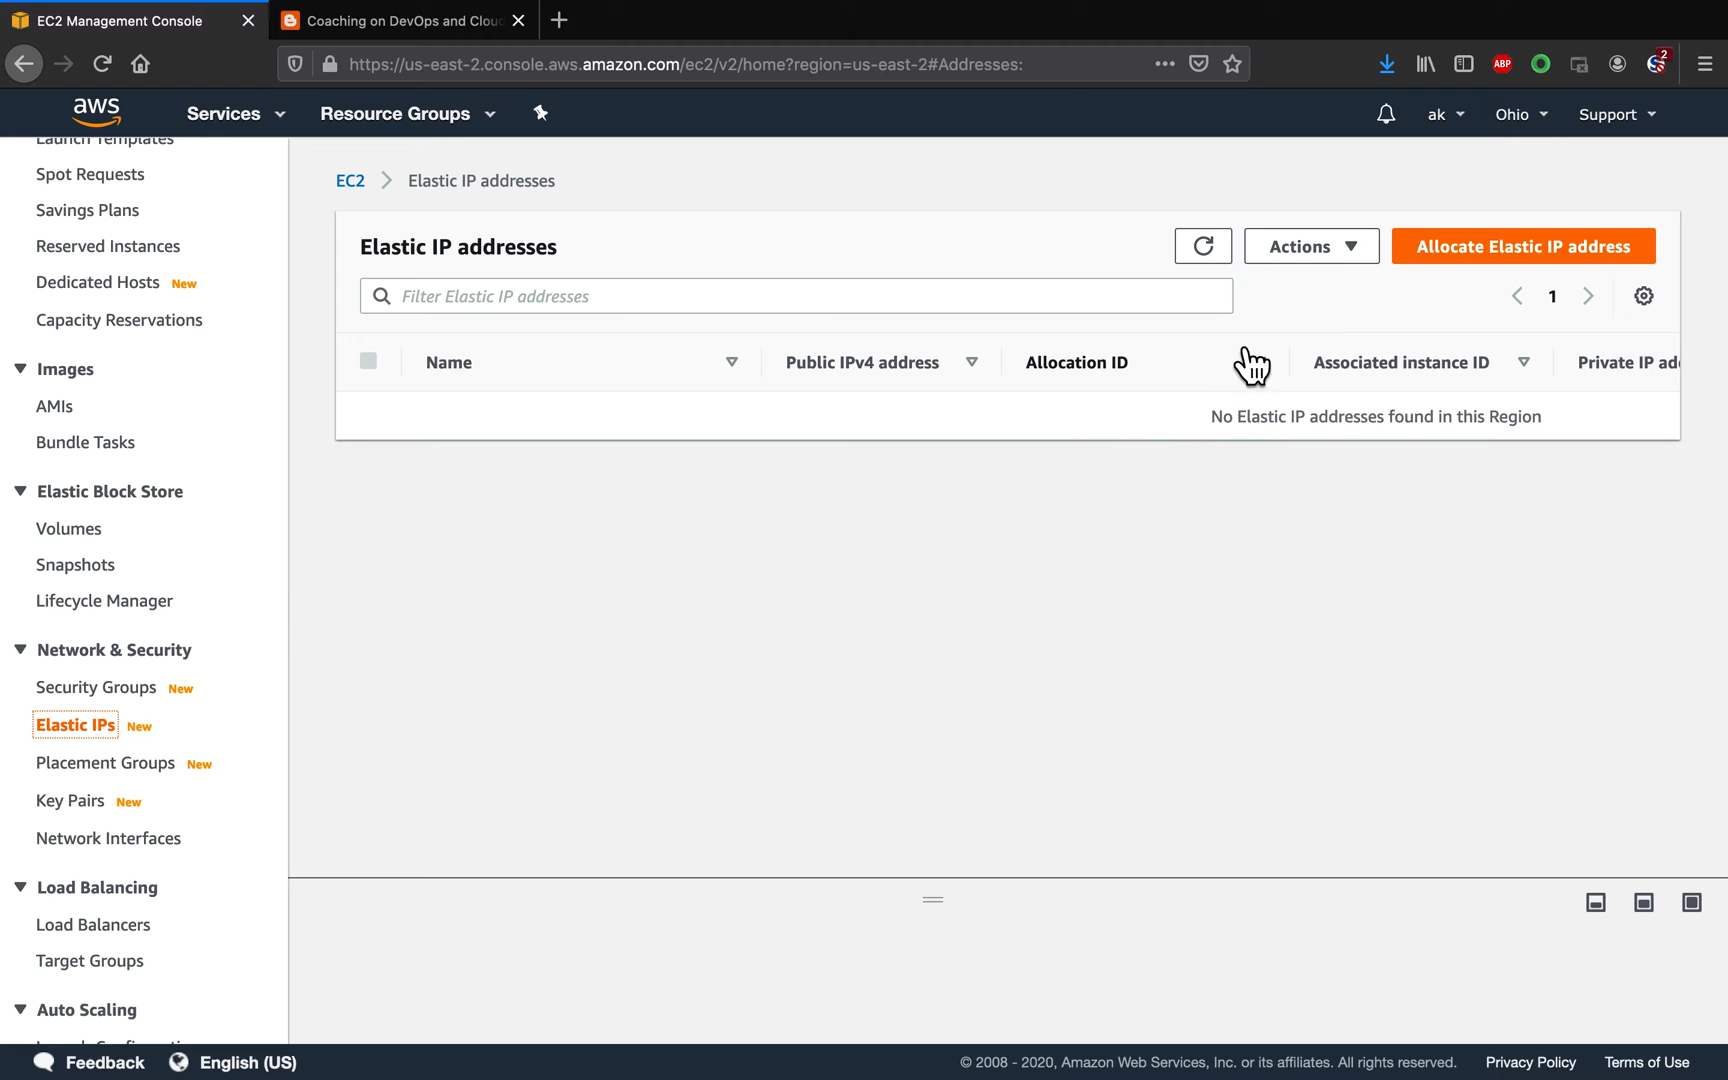 EC2 Management Console
Coaching on DevOps and Clou
https://us-east-2.console.aws.amazon.com/ec2/v2/home?region=us-east-2#Addresses:
ABP
2
aws
Services
Resource Groups
ak
Ohio
Support
Launch Templates
Spot Requests
Savings Plans
Reserved Instances
Dedicated Hosts New
Capacity Reservations
Images
AMIs
Bundle Tasks
Elastic Block Store
Volumes
Snapshots
Lifecycle Manager
Network & Security
Security Groups New
Elastic IPs New
Placement Groups New
Key Pairs New
Network Interfaces
Load Balancing
Load Balancers
Target Groups
Auto Scaling
EC2 > Elastic IP addresses
Elastic IP addresses
Actions
Allocate Elastic IP address
Filter Elastic IP addresses
1
Name
Public IPv4 address
Allocation ID
Associated instance ID
Private IP ad
No Elastic IP addresses found in this Region
Feedback
English (US)
© 2008 - 2020, Amazon Web Services, Inc. or its affiliates. All rights reserved.
Privacy Policy
Terms of Use